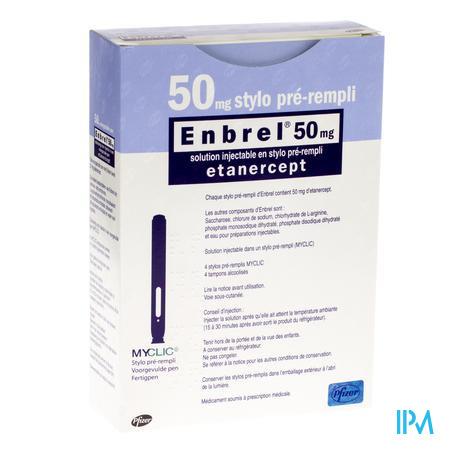 50 mg stylo pré-rempli
Enbrel® 50 mg
solution injectable en stylo pré-rempli
etanercept
Chaque stylo pré-rempli d'Enbrel contient 50 mg d'etanercept.
Les autres composants d'Enbrel sont :
Saccharose, chlorure de sodium, chlorhydrate de L-arginine,
phosphate monosodique dihydraté, phosphate disodique dihydraté
et eau pour préparations injectables.
Solution injectable dans un stylo pré-rempli (MYCLIC)
4 stylos pré-remplis MYCLIC
4 tampons alcoolisés
Lire la notice avant utilisation.
Voie sous-cutanée.
Conseil d'injection :
Injecter la solution après qu'elle ait atteint la température ambiante
(15 à 30 minutes après avoir sorti le produit du réfrigérateur).
Tenir hors de la portée et de la vue des enfants.
A conserver au réfrigérateur.
Ne pas congeler.
Se référer à la notice pour les autres conditions de conservation.
Conserver les stylos pré-remplis dans l'emballage extérieur à l'abri
de la lumière.
Médicament soumis à prescription médicale.
MYCLIC®
Stylo pré-rempli
Voorgevulde pen
Fertigpen
Pfizer
Pfizer
IPM